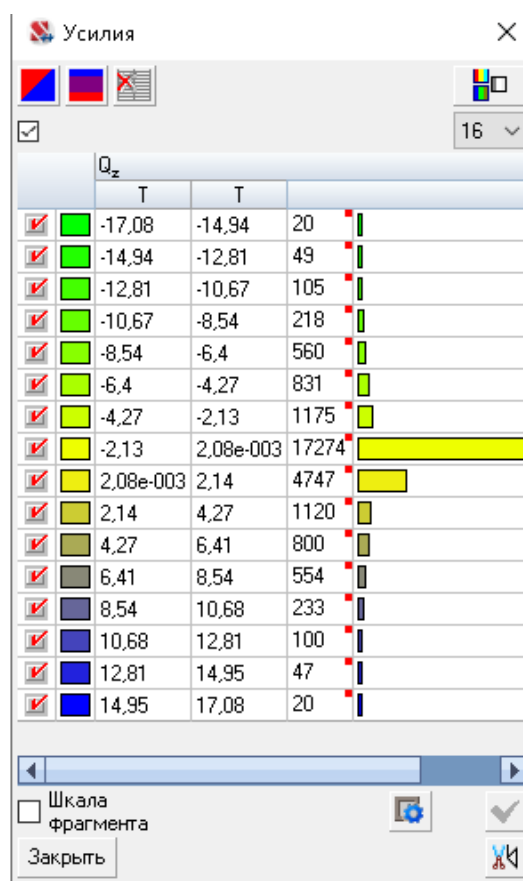 Усилия
16
Qz
Т Т
-17,08 -14,94 20
-14,94 -12,81 49
-12,81 -10,67 105
-10,67 -8,54 218
-8,54 -6,4 560
-6,4 -4,27 831
-4,27 -2,13 1175
-2,13 2,08e-003 17274
2,08e-003 2,14 4747
2,14 4,27 1120
4,27 6,41 800
6,41 8,54 554
8,54 10,68 233
10,68 12,81 100
12,81 14,95 47
14,95 17,08 20
Шкала
фрагмента
Закрыть